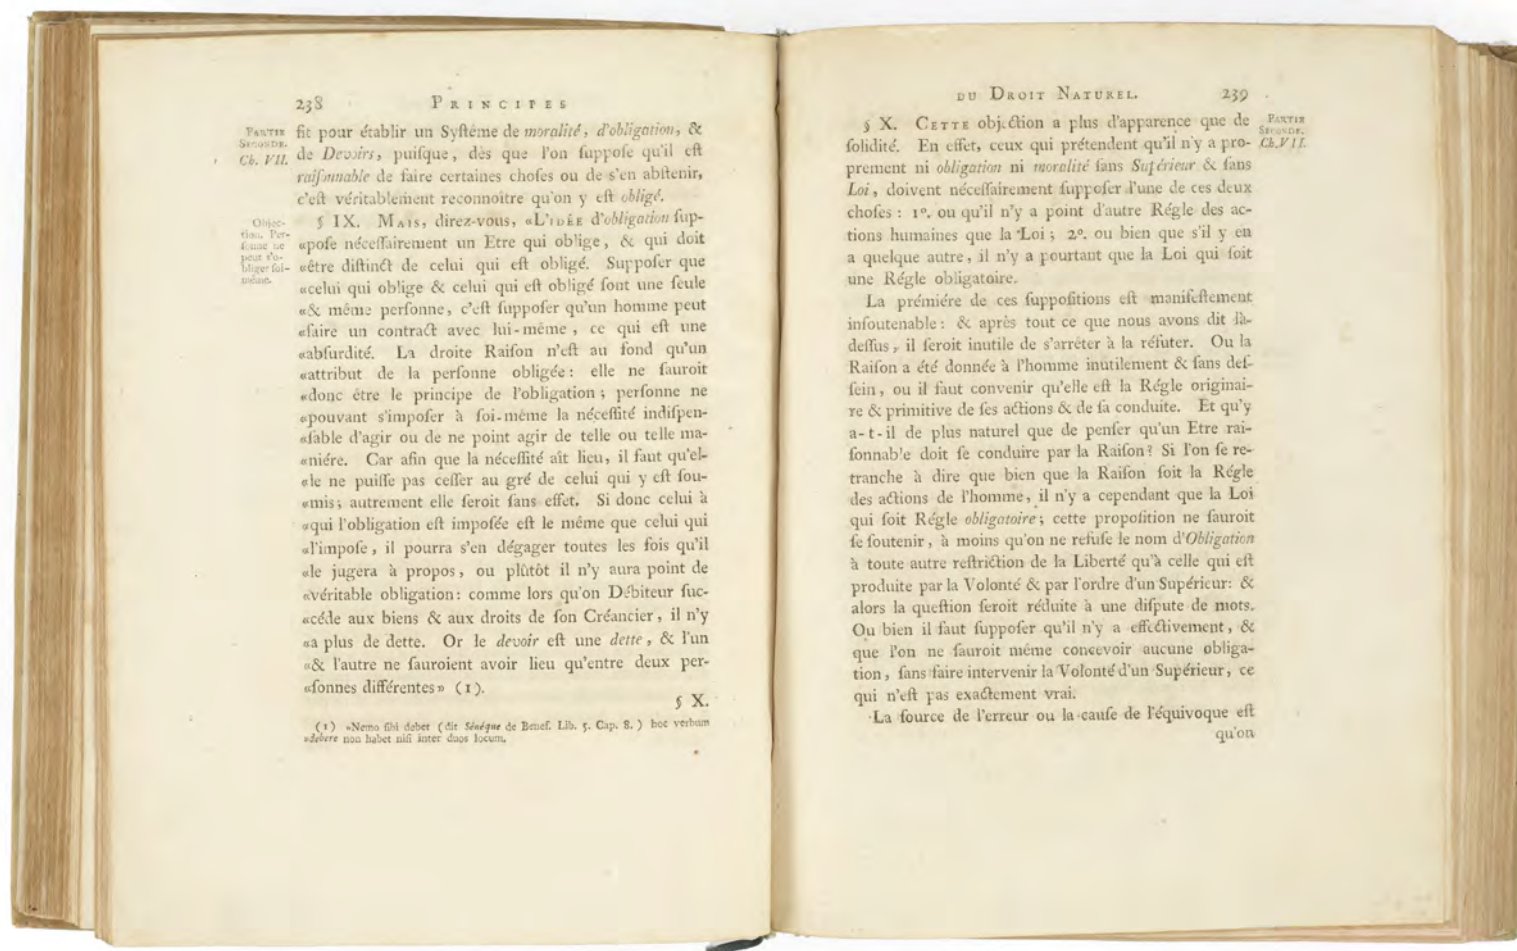 238 PRINCIPES
PARTIE
SECONDE.
Ch. VII.
fit pour établir un Syſtéme de moralité, d'obligation, &
de Devoirs, puiſque, dès que l'on ſuppoſe qu'il eſt
raiſonnable de faire certaines choſes ou de s'en abſtenir,
c'eſt véritablement reconnoître qu'on y eſt obligé.
Objec-
tion. Per-
ſonne ne
peut s'o-
bliger ſoi-
même.
§ IX. MAIS, direz-vous, «L'IDÉE d'obligation ſup-
«poſe néceſſairement un Etre qui oblige, & qui doit
«être diſtinct de celui qui eſt obligé. Suppoſer que
«celui qui oblige & celui qui eſt obligé ſont une ſeule
«& même perſonne, c'eſt ſuppoſer qu'un homme peut
«faire un contract avec lui-même, ce qui eſt une
«abſurdité. La droite Raiſon n'eſt au fond qu'un
«attribut de la perſonne obligée: elle ne ſauroit
«donc être le principe de l'obligation; perſonne ne
«pouvant s'impoſer à ſoi-même la néceſſité indiſpen-
«ſable d'agir ou de ne point agir de telle ou telle ma-
«niére. Car afin que la néceſſité aît lieu, il faut qu'el-
«le ne puiſſe pas ceſſer au gré de celui qui y eſt ſou-
«mis; autrement elle ſeroit ſans effet. Si donc celui à
«qui l'obligation eſt impoſée eſt le même que celui qui
«l'impoſe, il pourra s'en dégager toutes les fois qu'il
«le jugera à propos, ou plûtôt il n'y aura point de
«véritable obligation: comme lors qu'on Débiteur ſuc-
«céde aux biens & aux droits de ſon Créancier, il n'y
«a plus de dette. Or le devoir eſt une dette, & l'un
«& l'autre ne ſauroient avoir lieu qu'entre deux per-
«ſonnes différentes» (1).
§ X.
(1) «Nemo ſibi debet (dit Sénéque de Benef. Lib. 5. Cap. 8.) hoc verbum
«debere non habet niſi inter duos locum.
DU DROIT NATUREL. 239
PARTIE
SECONDE.
Ch. VII.
§ X. CETTE objection a plus d'apparence que de
ſolidité. En effet, ceux qui prétendent qu'il n'y a pro-
prement ni obligation ni moralité ſans Supérieur & ſans
Loi, doivent néceſſairement ſuppoſer l'une de ces deux
choſes: 1°. ou qu'il n'y a point d'autre Régle des ac-
tions humaines que la Loi; 2°. ou bien que s'il y en
a quelque autre, il n'y a pourtant que la Loi qui ſoit
une Régle obligatoire.
La prémiére de ces ſuppoſitions eſt manifeſtement
inſoutenable: & après tout ce que nous avons dit là-
deſſus, il ſeroit inutile de s'arrêter à la réfuter. Ou la
Raiſon a été donnée à l'homme inutilement & ſans deſ-
ſein, ou il faut convenir qu'elle eſt la Régle originai-
re & primitive de ſes actions & de ſa conduite. Et qu'y
a-t-il de plus naturel que de penſer qu'un Etre rai-
ſonnable doit ſe conduire par la Raiſon? Si l'on ſe re-
tranche à dire que bien que la Raiſon ſoit la Régle
des actions de l'homme, il n'y a cependant que la Loi
qui ſoit Régle obligatoire; cette propoſition ne ſauroit
ſe ſoutenir, à moins qu'on ne refuſe le nom d'Obligation
à toute autre reſtriction de la Liberté qu'à celle qui eſt
produite par la Volonté & par l'ordre d'un Supérieur: &
alors la queſtion ſeroit réduite à une diſpute de mots.
Ou bien il faut ſuppoſer qu'il n'y a effectivement, &
que l'on ne ſauroit même concevoir aucune obliga-
tion, ſans faire intervenir la Volonté d'un Supérieur, ce
qui n'eſt pas exactement vrai.
La ſource de l'erreur ou la cauſe de l'équivoque eſt
qu'on